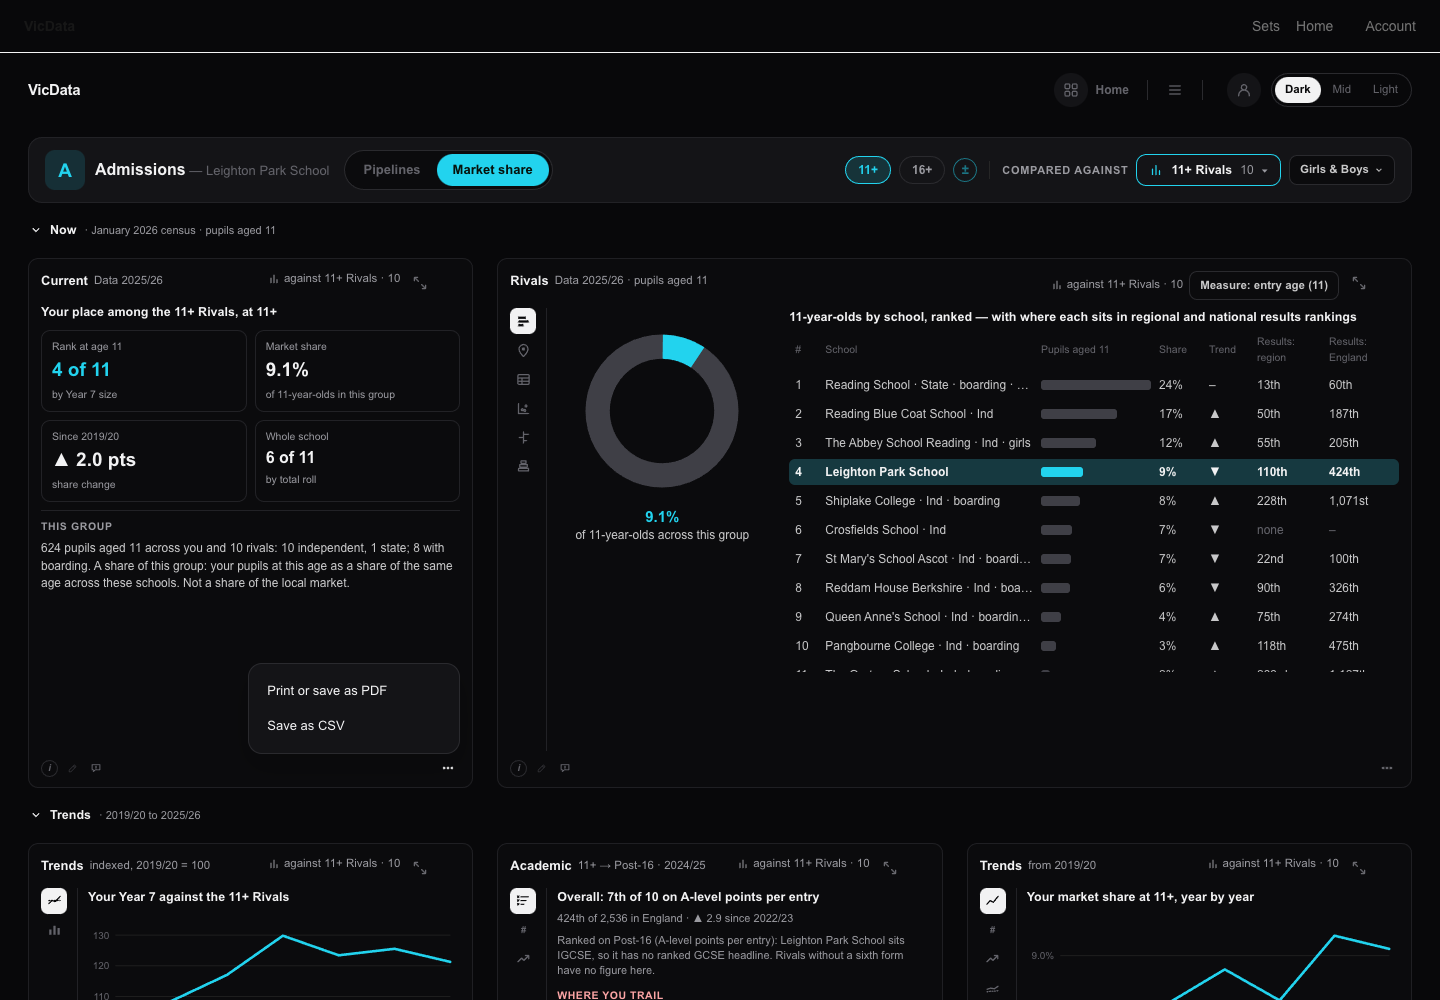 VicData
Sets Home Account
VicData
Home
Dark Mid Light
A Admissions — Leighton Park School
Pipelines Market share
11+ 16+ ± COMPARED AGAINST 11+ Rivals 10 Girls & Boys
Now · January 2026 census · pupils aged 11
Current Data 2025/26 against 11+ Rivals · 10
Your place among the 11+ Rivals, at 11+
Rank at age 11
4 of 11
by Year 7 size
Market share
9.1%
of 11-year-olds in this group
Since 2019/20
▲ 2.0 pts
share change
Whole school
6 of 11
by total roll
THIS GROUP
624 pupils aged 11 across you and 10 rivals: 10 independent, 1 state; 8 with
boarding. A share of this group: your pupils at this age as a share of the same
age across these schools. Not a share of the local market.
Print or save as PDF
Save as CSV
i
Rivals Data 2025/26 · pupils aged 11 against 11+ Rivals · 10 Measure: entry age (11)
9.1%
of 11-year-olds across this group
11-year-olds by school, ranked — with where each sits in regional and national results rankings
# School Pupils aged 11 Share Trend Results: region Results: England
1 Reading School · State · boarding · … 24% – 13th 60th
2 Reading Blue Coat School · Ind 17% ▲ 50th 187th
3 The Abbey School Reading · Ind · girls 12% ▲ 55th 205th
4 Leighton Park School 9% ▼ 110th 424th
5 Shiplake College · Ind · boarding 8% ▲ 228th 1,071st
6 Crosfields School · Ind 7% ▼ none –
7 St Mary's School Ascot · Ind · boardi… 7% ▼ 22nd 100th
8 Reddam House Berkshire · Ind · boa… 6% ▼ 90th 326th
9 Queen Anne's School · Ind · boardin… 4% ▲ 75th 274th
10 Pangbourne College · Ind · boarding 3% ▲ 118th 475th
i
Trends · 2019/20 to 2025/26
Trends indexed, 2019/20 = 100 against 11+ Rivals · 10
Your Year 7 against the 11+ Rivals
130
120
110
Academic 11+ → Post-16 · 2024/25 against 11+ Rivals · 10
Overall: 7th of 10 on A-level points per entry
424th of 2,536 in England · ▲ 2.9 since 2022/23
#
Ranked on Post-16 (A-level points per entry): Leighton Park School sits
IGCSE, so it has no ranked GCSE headline. Rivals without a sixth form
have no figure here.
WHERE YOU TRAIL
Trends from 2019/20 against 11+ Rivals · 10
Your market share at 11+, year by year
#
9.0%